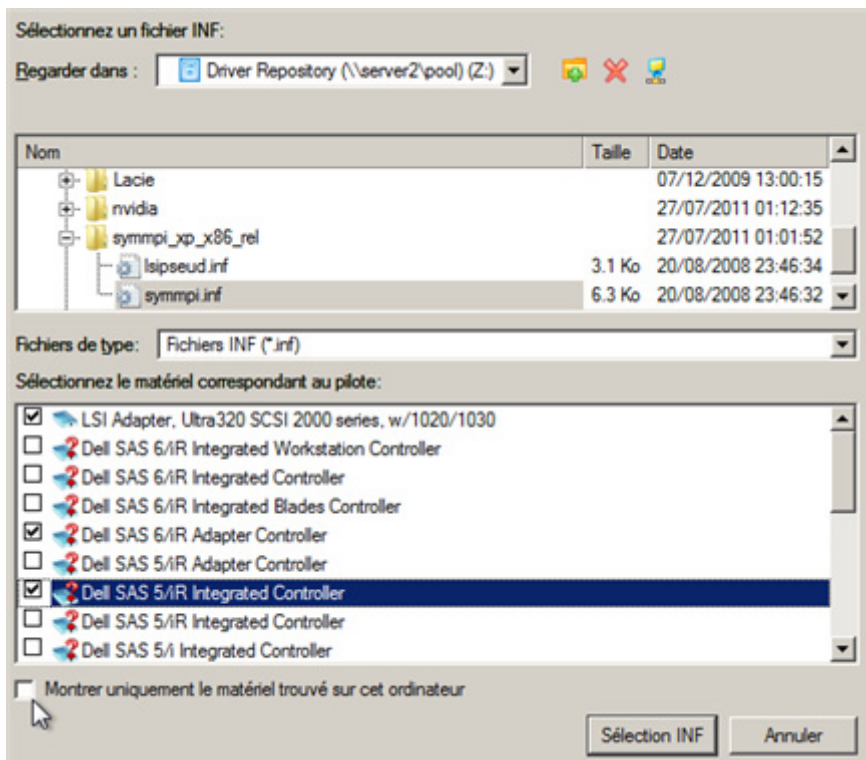 Sélectionnez un fichier INF:
Regarder dans : Driver Repository (\\server2\pool) (Z:)
Nom Taille Date
Lacie 07/12/2009 13:00:15
nvidia 27/07/2011 01:12:35
symmpi_xp_x86_rel 27/07/2011 01:01:52
lsipseud.inf 3.1 Ko 20/08/2008 23:46:34
symmpi.inf 6.3 Ko 20/08/2008 23:46:32
Fichiers de type: Fichiers INF (*.inf)
Sélectionnez le matériel correspondant au pilote:
LSI Adapter, Ultra320 SCSI 2000 series, w/1020/1030
Dell SAS 6/iR Integrated Workstation Controller
Dell SAS 6/iR Integrated Controller
Dell SAS 6/iR Integrated Blades Controller
Dell SAS 6/iR Adapter Controller
Dell SAS 5/iR Adapter Controller
Dell SAS 5/iR Integrated Controller
Dell SAS 5/iR Integrated Controller
Dell SAS 5/i Integrated Controller
Montrer uniquement le matériel trouvé sur cet ordinateur
Sélection INF Annuler